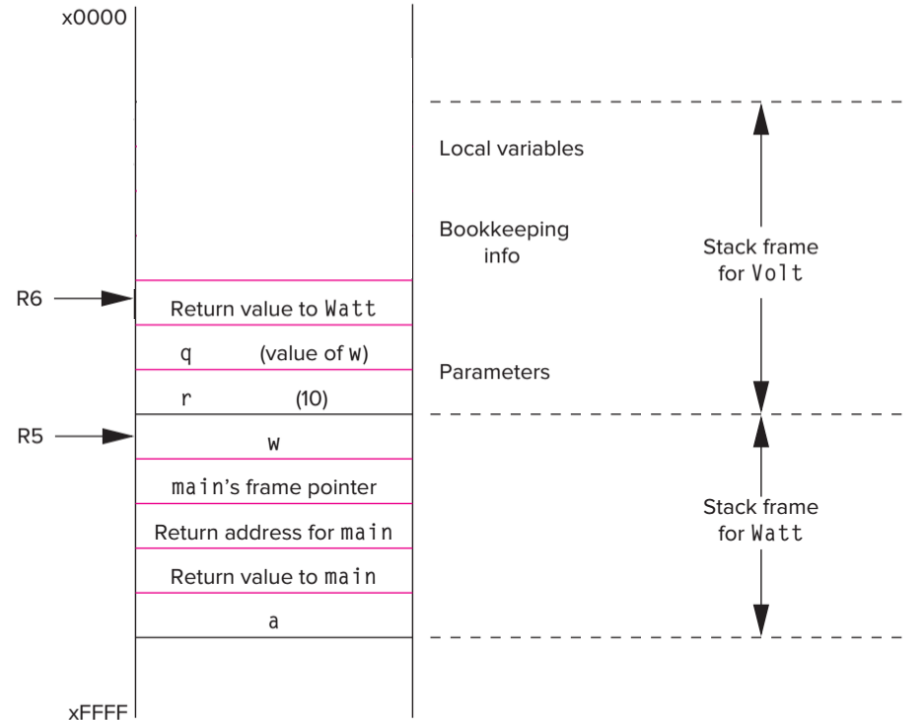 x0000
Local variables
Bookkeeping
info
Stack frame
for Volt
R6
Return value to Watt
q (value of w)
Parameters
r (10)
R5
w
main's frame pointer
Stack frame
for Watt
Return address for main
Return value to main
a
xFFFF